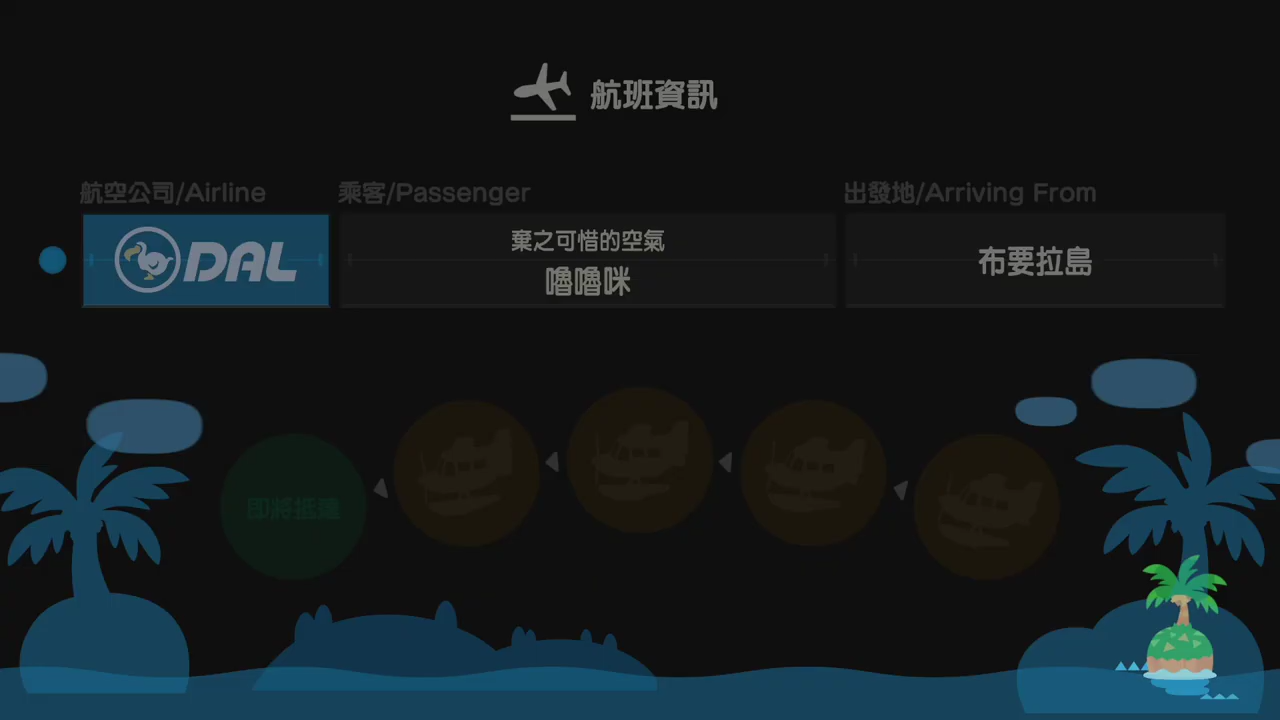 航班資訊
航空公司/Airline
乘客/Passenger
出發地/Arriving From
DAL
棄之可惜的空氣
嚕嚕咪
布要拉島
即將抵達